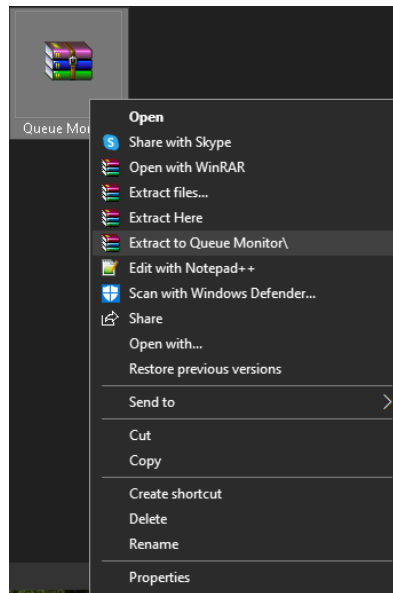 Queue Mo
Open
Share with Skype
Open with WinRAR
Extract files...
Extract Here
Extract to Queue Monitor\
Edit with Notepad++
Scan with Windows Defender...
Share
Open with...
Restore previous versions
Send to
Cut
Copy
Create shortcut
Delete
Rename
Properties